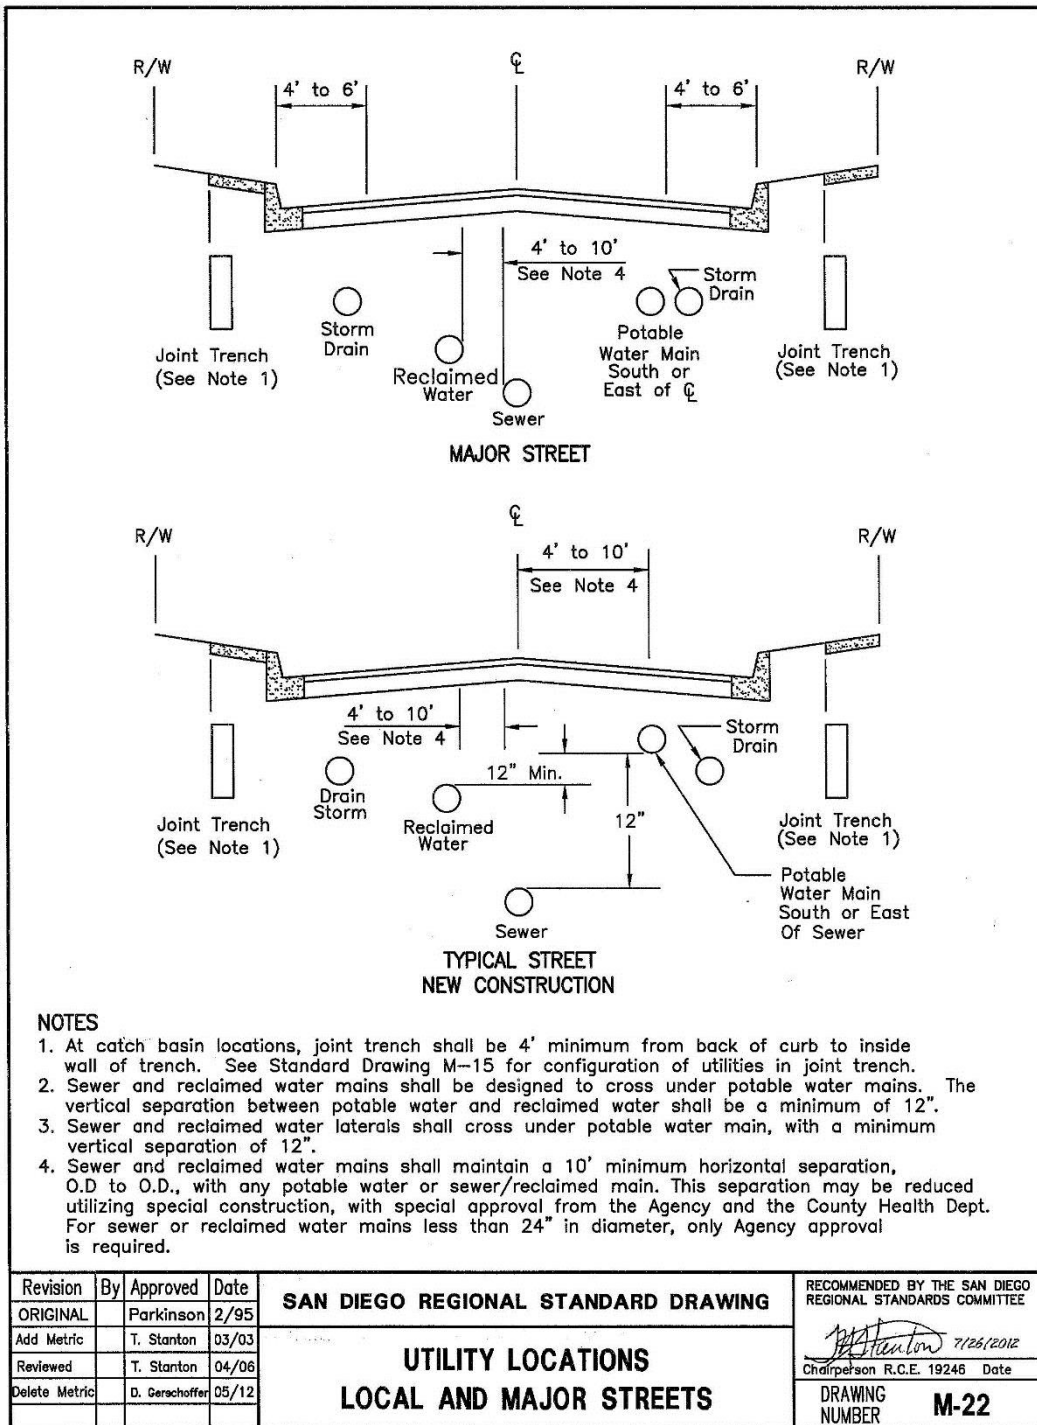 R/W
℄
R/W
4' to 6'
4' to 6'
4' to 10'
See Note 4
Storm
Drain
Storm
Drain
Potable
Water Main
South or
East of ℄
Joint Trench
(See Note 1)
Joint Trench
(See Note 1)
Reclaimed
Water
Sewer
MAJOR STREET
℄
R/W
R/W
4' to 10'
See Note 4
4' to 10'
See Note 4
Storm
Drain
12" Min.
Drain
Storm
Reclaimed
Water
12"
Joint Trench
(See Note 1)
Joint Trench
(See Note 1)
Potable
Water Main
South or East
Of Sewer
Sewer
TYPICAL STREET
NEW CONSTRUCTION
NOTES
1. At catch basin locations, joint trench shall be 4' minimum from back of curb to inside
wall of trench. See Standard Drawing M-15 for configuration of utilities in joint trench.
2. Sewer and reclaimed water mains shall be designed to cross under potable water mains. The
vertical separation between potable water and reclaimed water shall be a minimum of 12".
3. Sewer and reclaimed water laterals shall cross under potable water main, with a minimum
vertical separation of 12".
4. Sewer and reclaimed water mains shall maintain a 10' minimum horizontal separation,
O.D to O.D., with any potable water or sewer/reclaimed main. This separation may be reduced
utilizing special construction, with special approval from the Agency and the County Health Dept.
For sewer or reclaimed water mains less than 24" in diameter, only Agency approval
is required.
Revision By Approved Date
ORIGINAL Parkinson 2/95
Add Metric T. Stanton 03/03
Reviewed T. Stanton 04/06
Delete Metric D. Gerschoffer 05/12
SAN DIEGO REGIONAL STANDARD DRAWING
UTILITY LOCATIONS
LOCAL AND MAJOR STREETS
RECOMMENDED BY THE SAN DIEGO
REGIONAL STANDARDS COMMITTEE
Stanton 7/26/2012
Chairperson R.C.E. 19246 Date
DRAWING
NUMBER M-22